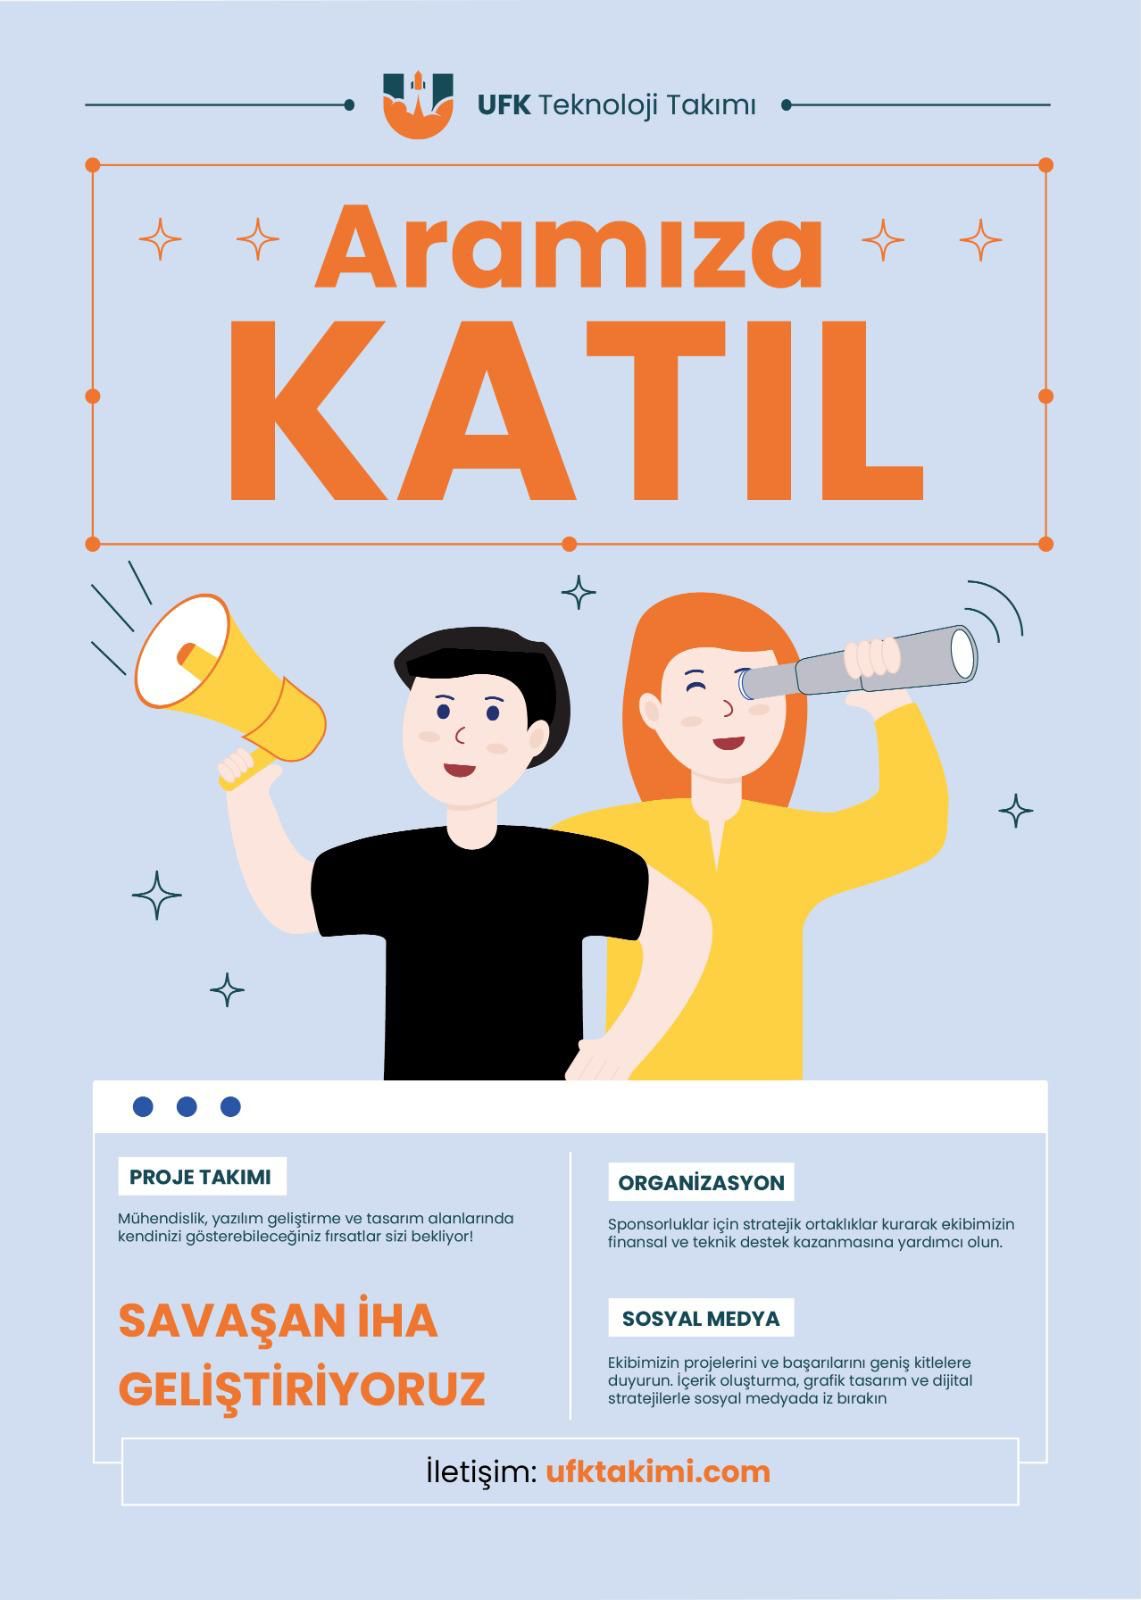 UFK Teknoloji Takımı
Aramıza
KATIL
PROJE TAKIMI
Mühendislik, yazılım geliştirme ve tasarım alanlarında
kendinizi gösterebileceğiniz fırsatlar sizi bekliyor!
SAVAŞAN İHA
GELİŞTİRİYORUZ
ORGANİZASYON
Sponsorluklar için stratejik ortaklıklar kurarak ekibimizin
finansal ve teknik destek kazanmasına yardımcı olun.
SOSYAL MEDYA
Ekibimizin projelerini ve başarılarını geniş kitlelere
duyurun. İçerik oluşturma, grafik tasarım ve dijital
stratejilerle sosyal medyada iz bırakın
İletişim: ufktakimi.com